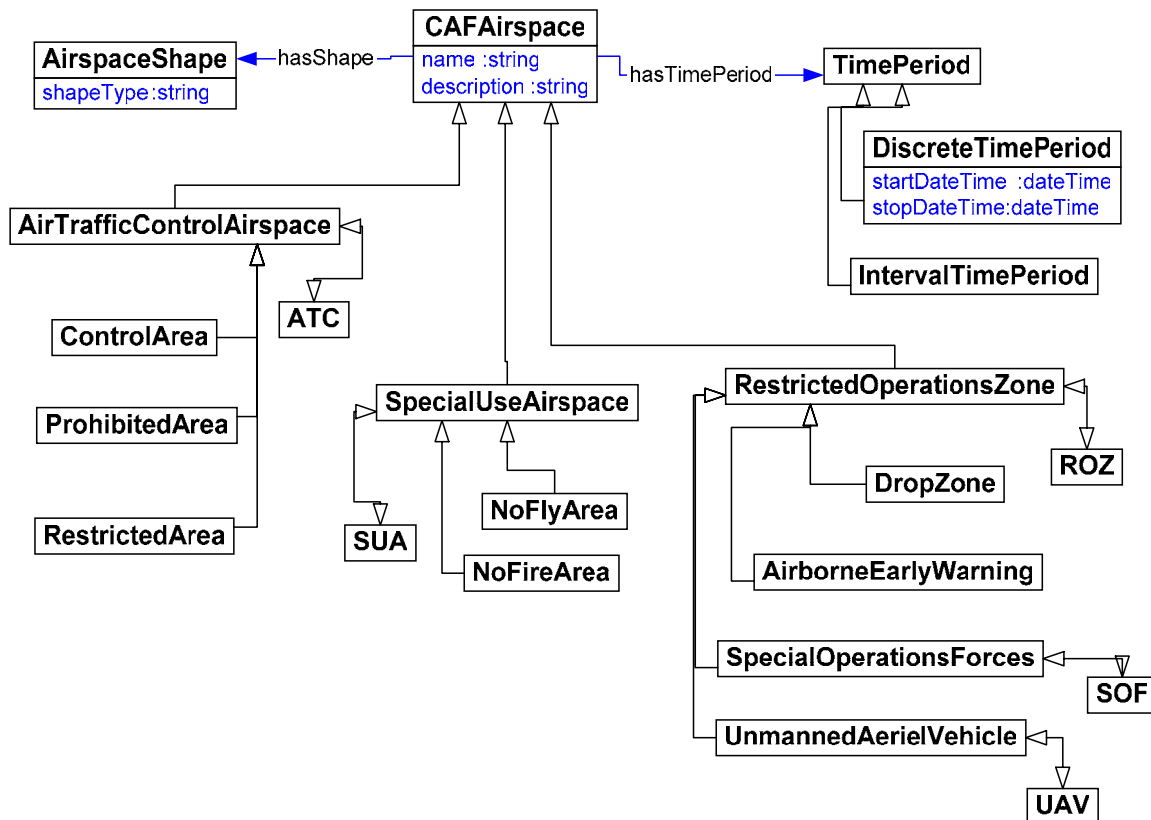 CAFAirspace
name :string
description :string
AirspaceShape
shapeType:string
hasShape
hasTimePeriod
TimePeriod
DiscreteTimePeriod
startDateTime :dateTime
stopDateTime:dateTime
IntervalTimePeriod
AirTrafficControlAirspace
ATC
ControlArea
ProhibitedArea
RestrictedArea
SpecialUseAirspace
SUA
NoFlyArea
NoFireArea
RestrictedOperationsZone
ROZ
DropZone
AirborneEarlyWarning
SpecialOperationsForces
SOF
UnmannedAerielVehicle
UAV